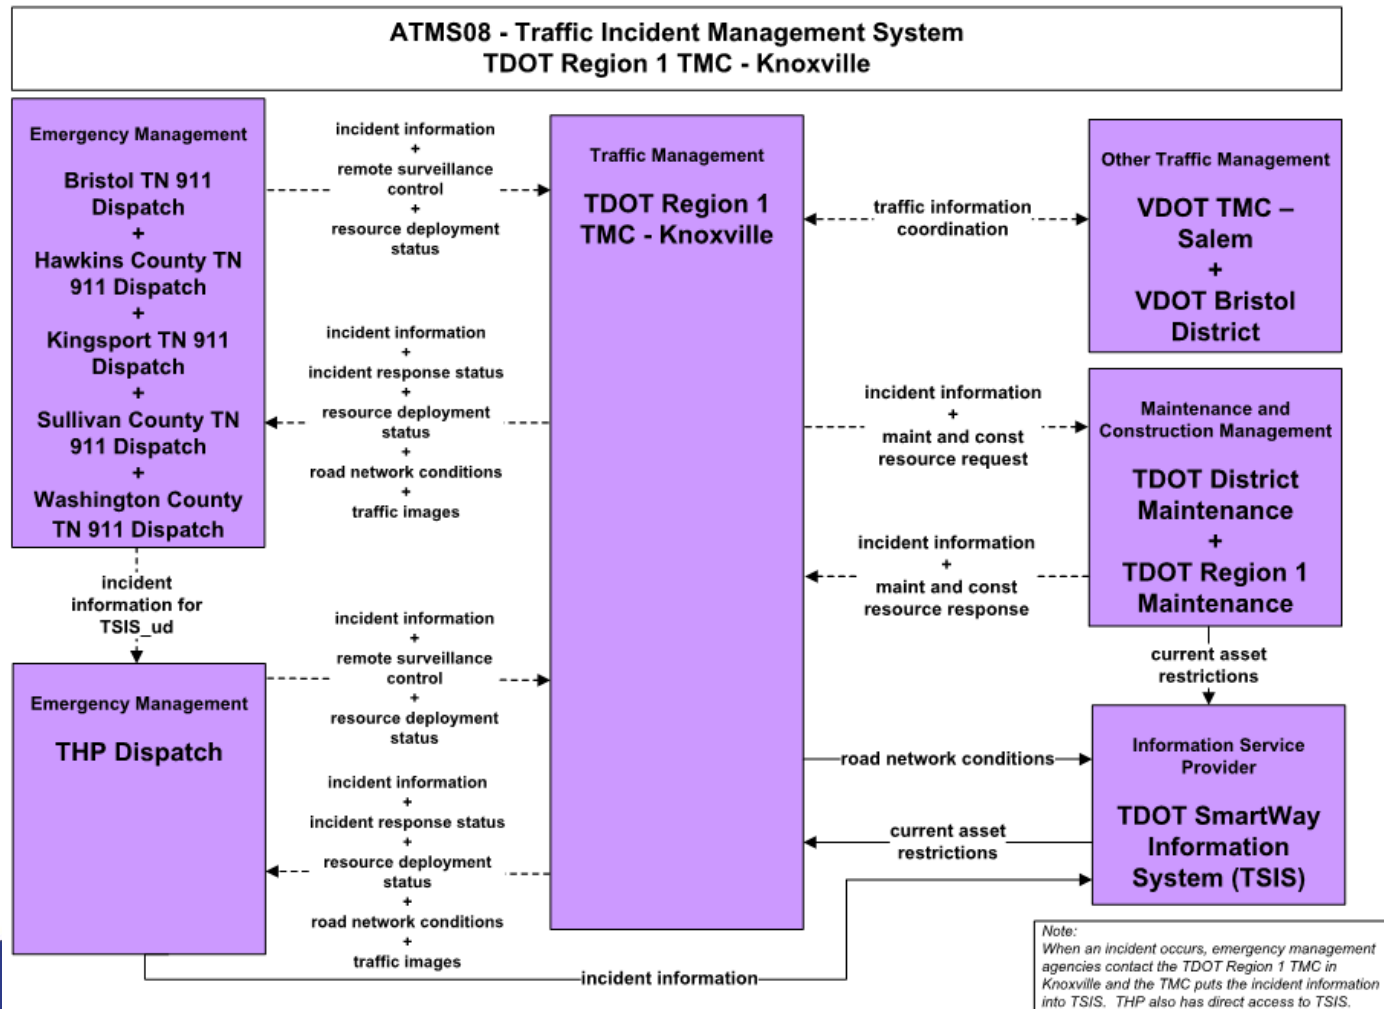 ATMS08 - Traffic Incident Management System
TDOT Region 1 TMC - Knoxville
Emergency Management
Bristol TN 911
Dispatch
+
Hawkins County TN
911 Dispatch
+
Kingsport TN 911
Dispatch
+
Sullivan County TN
911 Dispatch
+
Washington County
TN 911 Dispatch
incident information
+
remote surveillance
control
+
resource deployment
status
incident information
+
incident response status
+
resource deployment
status
+
road network conditions
+
traffic images
Traffic Management
TDOT Region 1
TMC - Knoxville
traffic information
coordination
Other Traffic Management
VDOT TMC –
Salem
+
VDOT Bristol
District
incident information
+
maint and const
resource request
incident information
+
maint and const
resource response
Maintenance and
Construction Management
TDOT District
Maintenance
+
TDOT Region 1
Maintenance
incident
information for
TSIS_ud
Emergency Management
THP Dispatch
incident information
+
remote surveillance
control
+
resource deployment
status
incident information
+
incident response status
+
resource deployment
status
+
road network conditions
+
traffic images
current asset
restrictions
road network conditions
current asset
restrictions
Information Service
Provider
TDOT SmartWay
Information
System (TSIS)
incident information
Note:
When an incident occurs, emergency management
agencies contact the TDOT Region 1 TMC in
Knoxville and the TMC puts the incident information
into TSIS. THP also has direct access to TSIS.